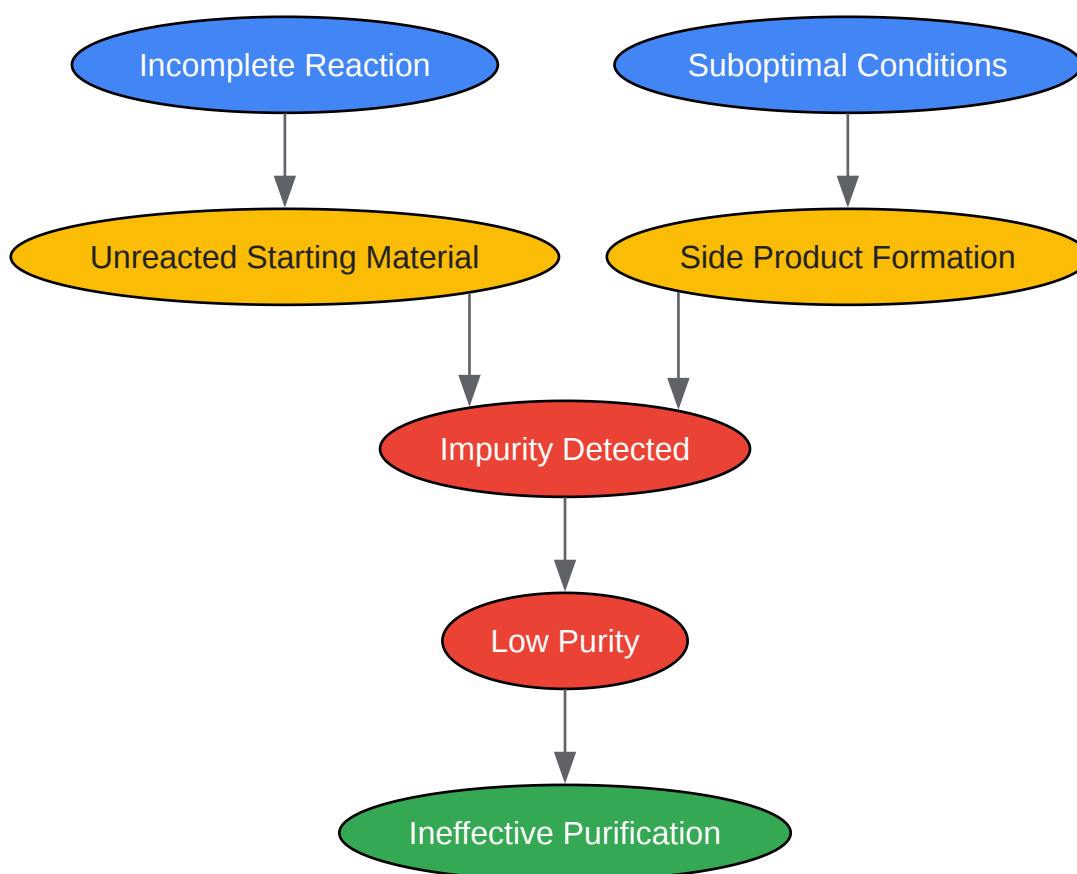 Incomplete Reaction
Suboptimal Conditions
Unreacted Starting Material
Side Product Formation
Impurity Detected
Low Purity
Ineffective Purification